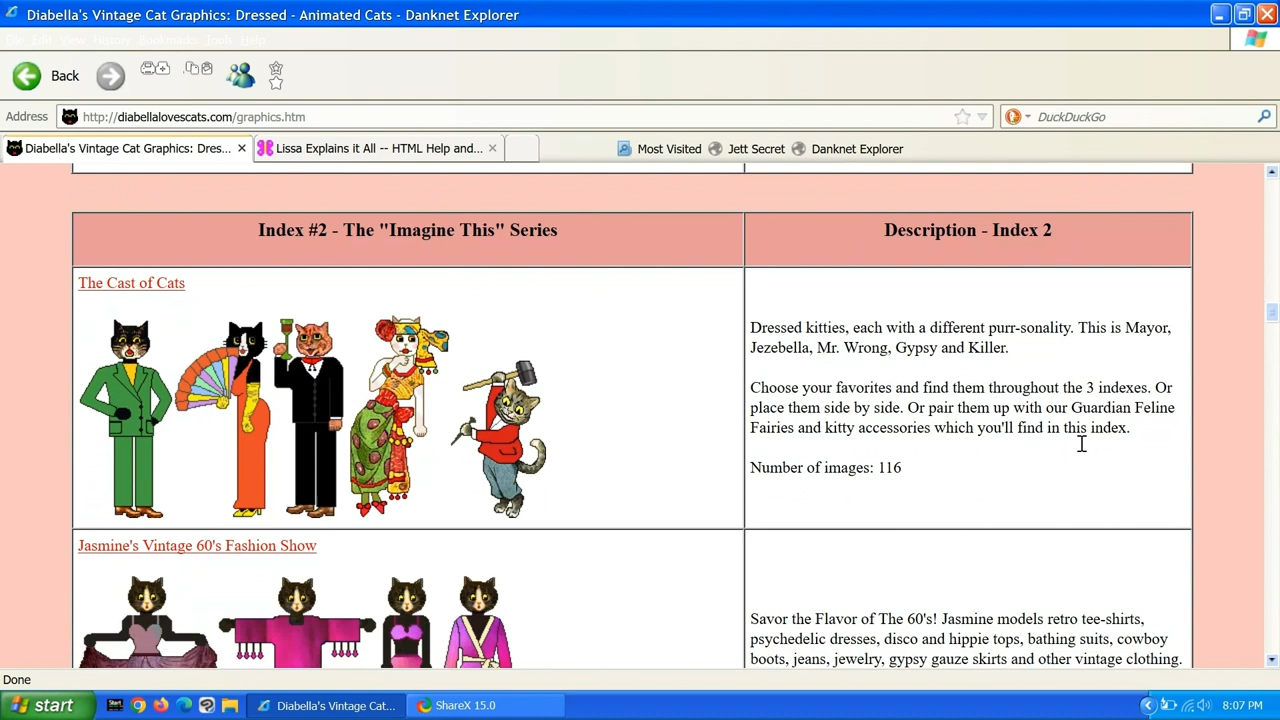 Diabella's Vintage Cat Graphics: Dressed - Animated Cats - Danknet Explorer
File Edit View History Bookmarks Tools Help
Back
Address http://diabellalovescats.com/graphics.htm DuckDuckGo
Diabella's Vintage Cat Graphics: Dres... Lissa Explains it All -- HTML Help and... Most Visited Jett Secret Danknet Explorer
Index #2 - The "Imagine This" Series
Description - Index 2
The Cast of Cats
Dressed kitties, each with a different purr-sonality. This is Mayor,
Jezebella, Mr. Wrong, Gypsy and Killer.
Choose your favorites and find them throughout the 3 indexes. Or
place them side by side. Or pair them up with our Guardian Feline
Fairies and kitty accessories which you'll find in this index.
Number of images: 116
Jasmine's Vintage 60's Fashion Show
Savor the Flavor of The 60's! Jasmine models retro tee-shirts,
psychedelic dresses, disco and hippie tops, bathing suits, cowboy
boots, jeans, jewelry, gypsy gauze skirts and other vintage clothing.
Done
start Diabella's Vintage Cat... ShareX 15.0 8:07 PM